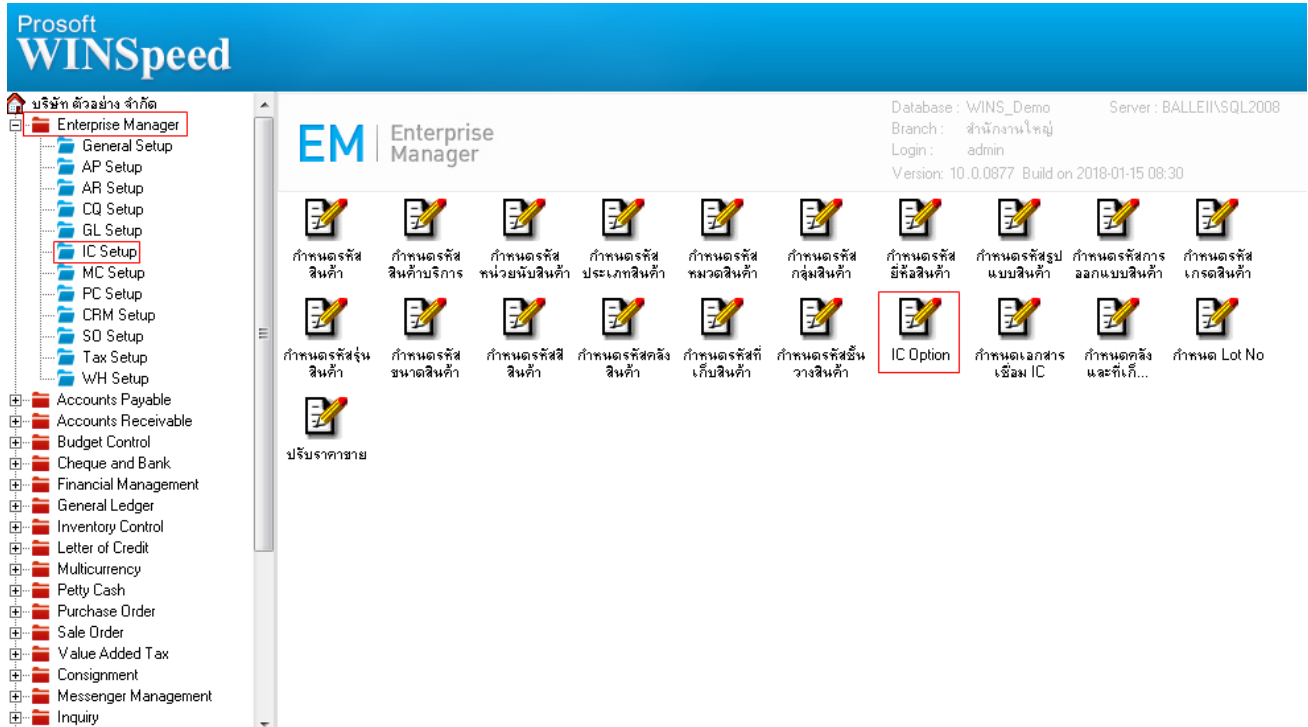 Prosoft
WINSpeed
บริษัท ตัวอย่าง จำกัด
Enterprise Manager
General Setup
AP Setup
AR Setup
CQ Setup
GL Setup
IC Setup
MC Setup
PC Setup
CRM Setup
SO Setup
Tax Setup
WH Setup
Accounts Payable
Accounts Receivable
Budget Control
Cheque and Bank
Financial Management
General Ledger
Inventory Control
Letter of Credit
Multicurrency
Petty Cash
Purchase Order
Sale Order
Value Added Tax
Consignment
Messenger Management
Inquiry
EM
Enterprise
Manager
Database : WINS_Demo Server : BALLEII\SQL2008
Branch : สำนักงานใหญ่
Login : admin
Version: 10.0.0877 Build on 2018-01-15 08:30
กำหนดรหัส กำหนดรหัส กำหนดรหัส กำหนดรหัส กำหนดรหัส กำหนดรหัส กำหนดรหัส กำหนดรหัสรูป กำหนดรหัสการ กำหนดรหัส
สินค้า สินค้าบริการ หน่วยนับสินค้า ประเภทสินค้า หมวดสินค้า กลุ่มสินค้า ยี่ห้อสินค้า แบบสินค้า ออกแบบสินค้า เกรดสินค้า
กำหนดรหัสรุ่น กำหนดรหัส กำหนดรหัสสี กำหนดรหัสคลัง กำหนดรหัสที่ กำหนดรหัสชั้น IC Option กำหนดเอกสาร กำหนดคลัง กำหนด Lot No
สินค้า ขนาดสินค้า สินค้า สินค้า เก็บสินค้า วางสินค้า เชื่อม IC และที่เก็...
ปรับราคาขาย